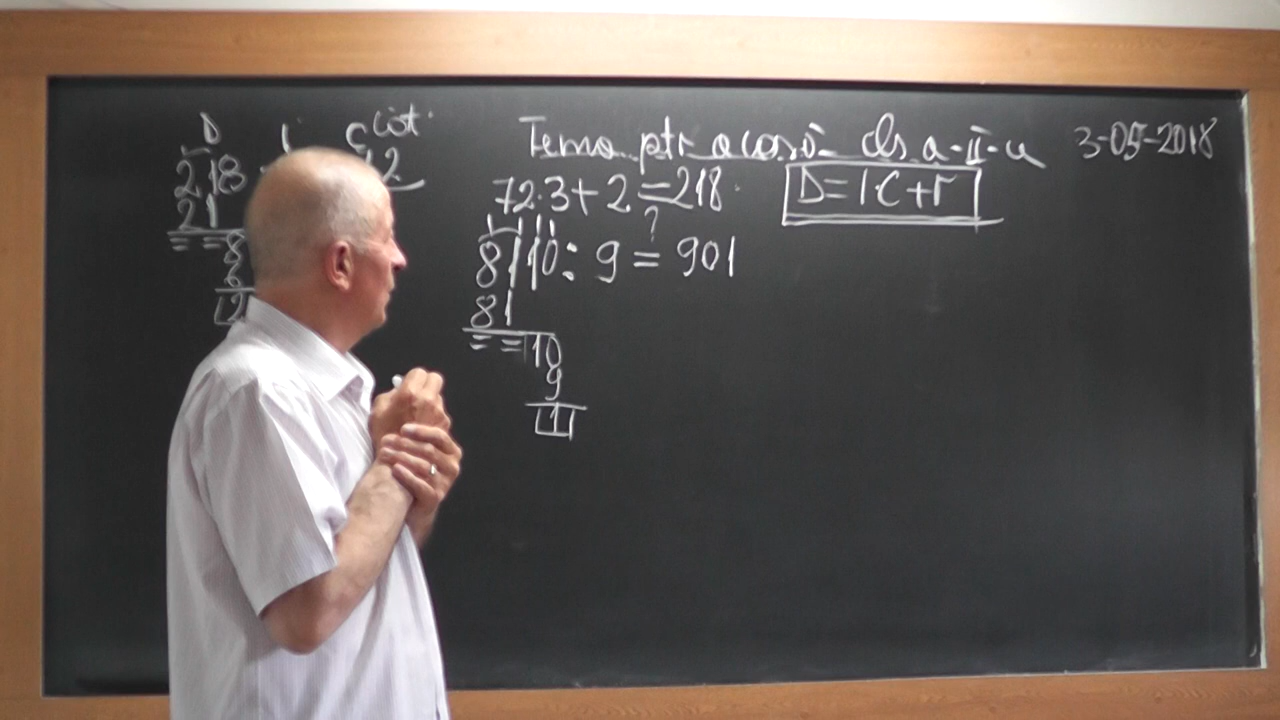 D Î cât.
218 72
21
= = 8
6
2
Temă ptr acasă cls a-II-a 3-05-2018
72·3+2=218 D=Î·C+r
?
8110:9=901
81
= = 10
9
1